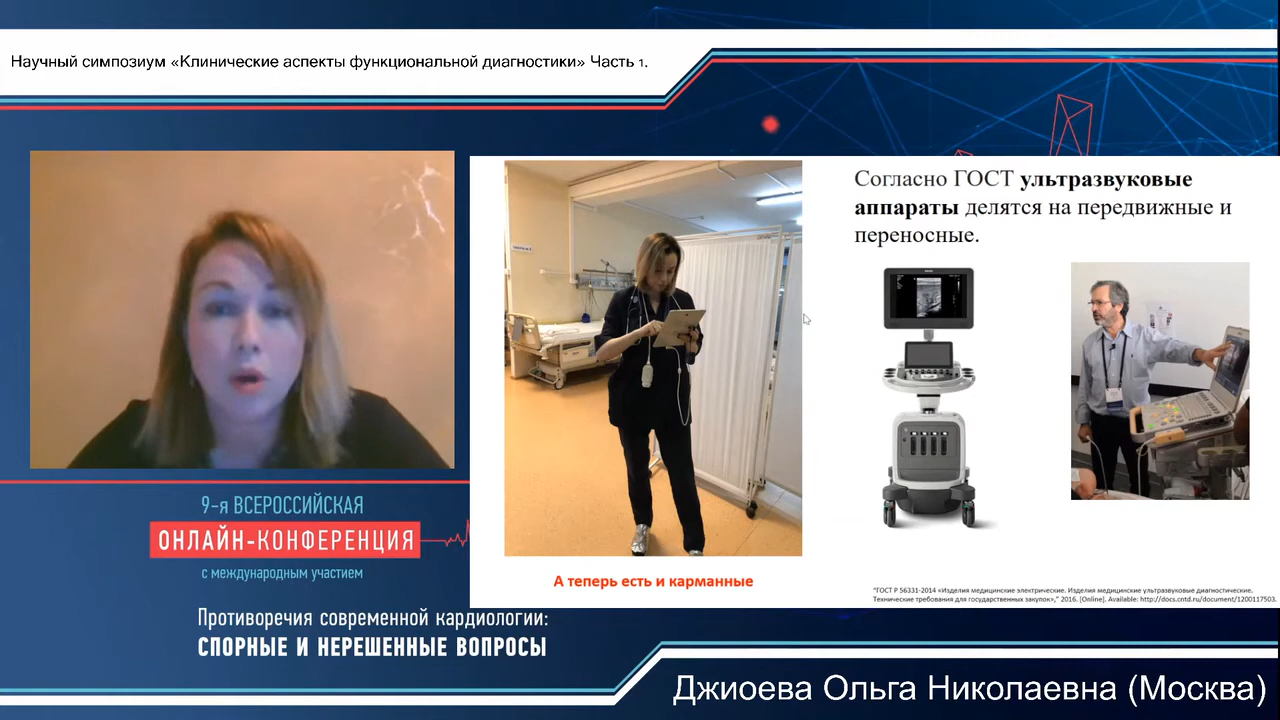 Научный симпозиум «Клинические аспекты функциональной диагностики» Часть 1.
Согласно ГОСТ ультразвуковые
аппараты делятся на передвижные и
переносные.
А теперь есть и карманные
"ГОСТ Р 56331-2014 «Изделия медицинские электрические. Изделия медицинские ультразвуковые диагностические.
Технические требования для государственных закупок»," 2016. [Online]. Available: http://docs.cntd.ru/document/1200117503.
9-я ВСЕРОССИЙСКАЯ
ОНЛАЙН-КОНФЕРЕНЦИЯ
с международным участием
Противоречия современной кардиологии:
СПОРНЫЕ И НЕРЕШЕННЫЕ ВОПРОСЫ
Джиоева Ольга Николаевна (Москва)